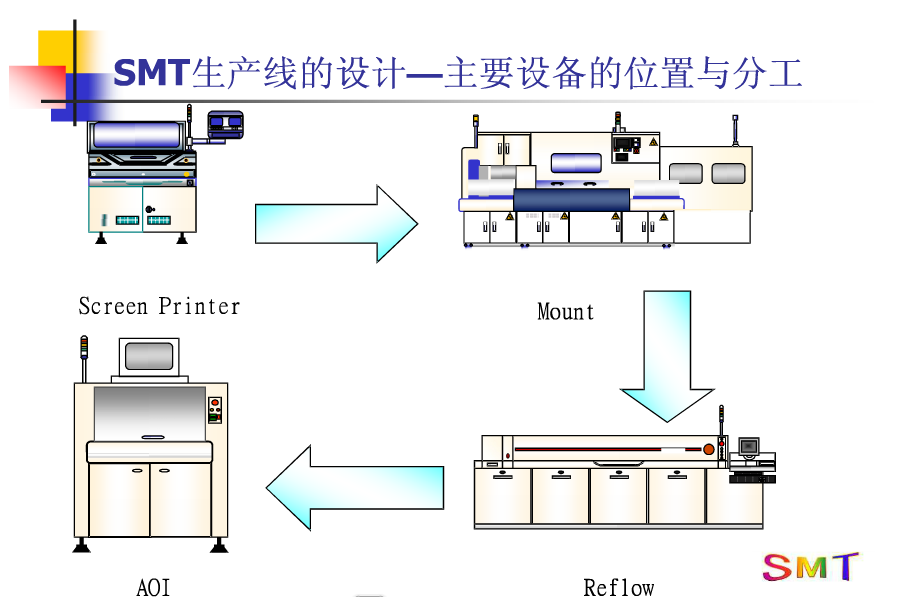 SMT生产线的设计—主要设备的位置与分工
Screen Printer
Mount
AOI
Reflow
SMT